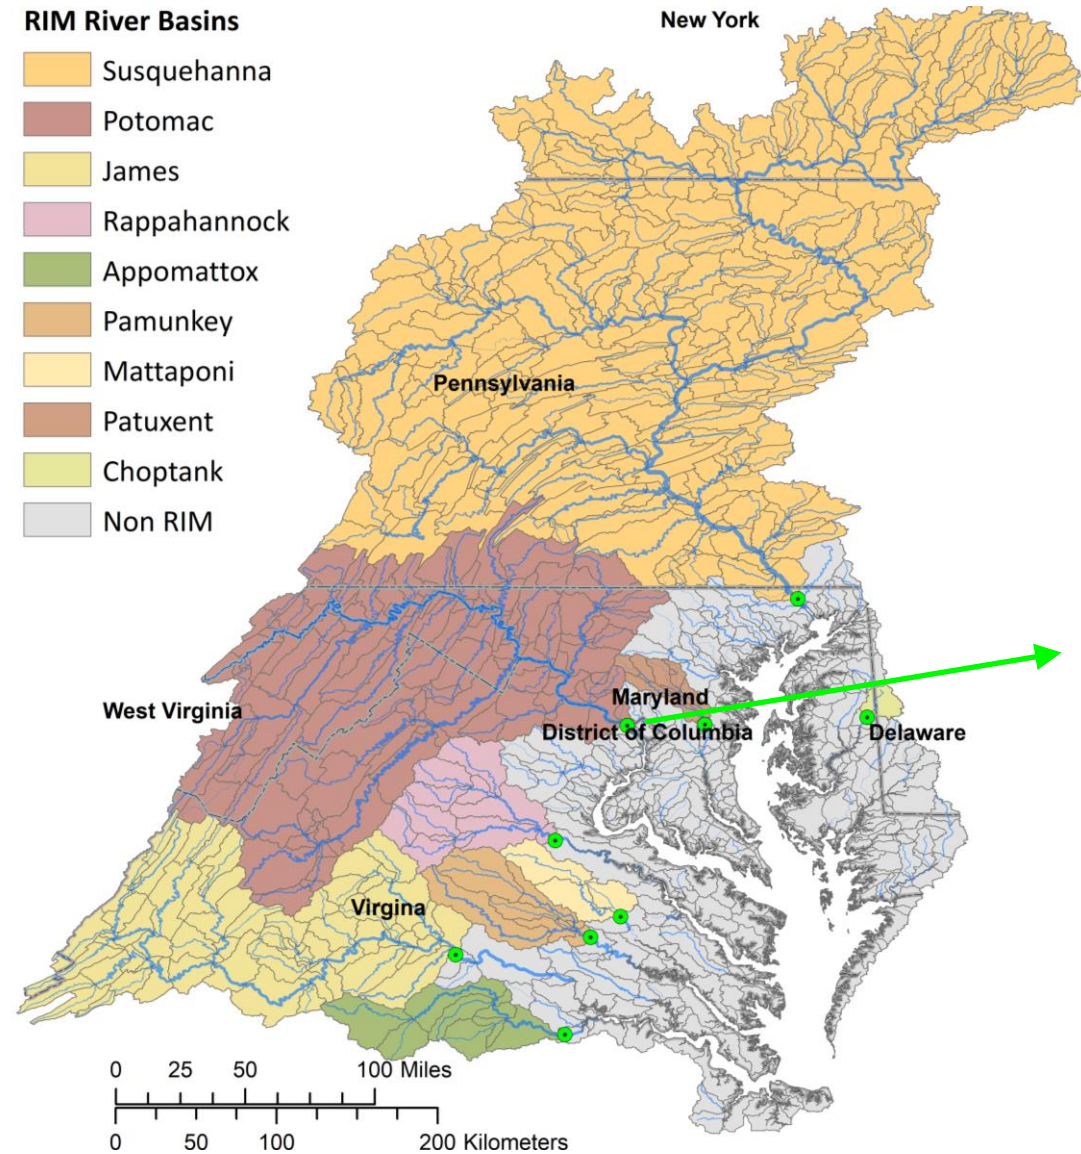 RIM River Basins
New York
Susquehanna
Potomac
James
Rappahannock
Appomattox
Pamunkey
Mattaponi
Patuxent
Choptank
Non RIM
Pennsylvania
Maryland
West Virginia
District of Columbia
Delaware
Virgina
0 25 50 100 Miles
0 50 100 200 Kilometers